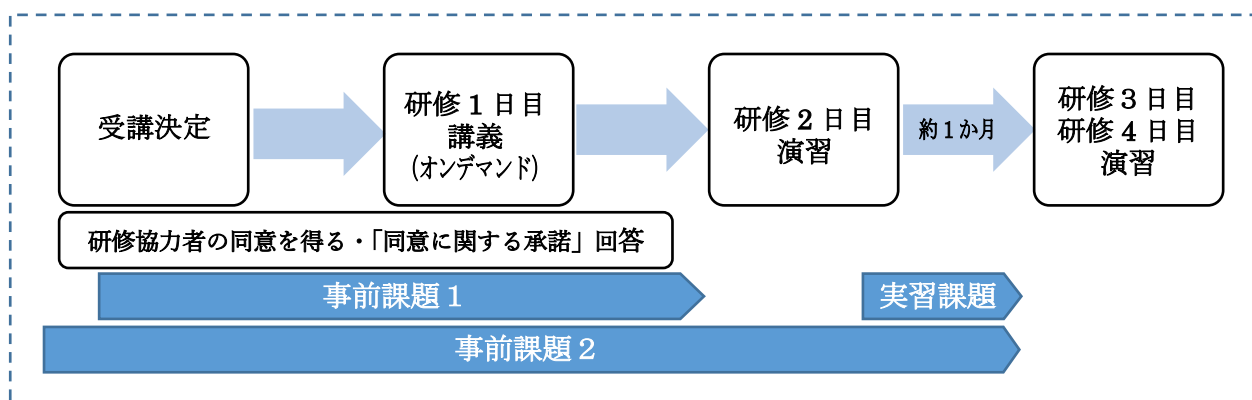 受講決定
研修１日目
講義
(オンデマンド)
研修２日目
演習
約１か月
研修３日目
研修４日目
演習
研修協力者の同意を得る・「同意に関する承諾」回答
事前課題１
実習課題
事前課題２